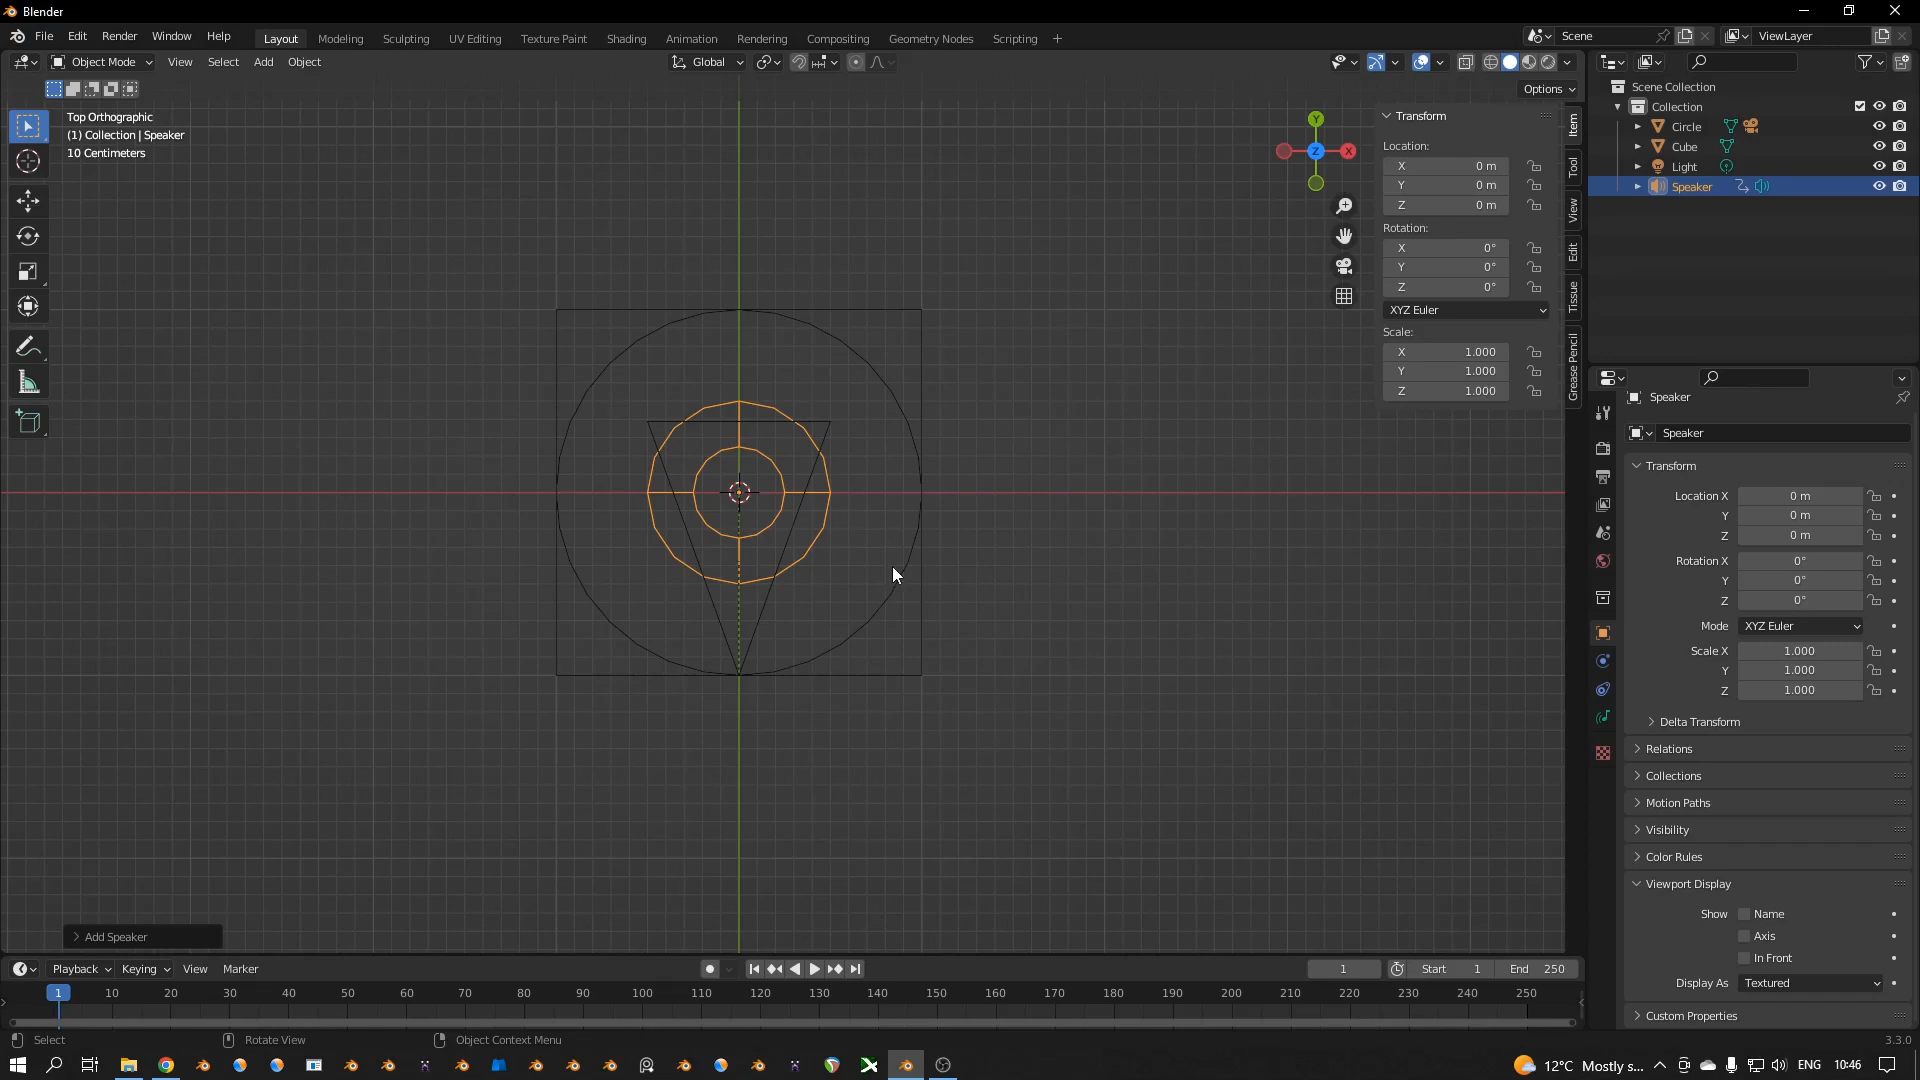 Blender
File Edit Render Window Help
Layout Modeling Sculpting UV Editing Texture Paint Shading Animation Rendering Compositing Geometry Nodes Scripting +
Scene
ViewLayer
Object Mode View Select Add Object
Global
Options
Top Orthographic
(1) Collection | Speaker
10 Centimeters
Y
X
Z
Transform
Location:
X 0 m
Y 0 m
Z 0 m
Rotation:
X 0°
Y 0°
Z 0°
XYZ Euler
Scale:
X 1.000
Y 1.000
Z 1.000
Item
Tool
View
Edit
Tissue
Grease Pencil
Scene Collection
Collection
Circle
Cube
Light
Speaker
Speaker
Speaker
Transform
Location X 0 m
Y 0 m
Z 0 m
Rotation X 0°
Y 0°
Z 0°
Mode XYZ Euler
Scale X 1.000
Y 1.000
Z 1.000
Delta Transform
Relations
Collections
Motion Paths
Visibility
Color Rules
Viewport Display
Show Name
Axis
In Front
Display As Textured
Custom Properties
Add Speaker
Playback Keying View Marker
1 Start 1 End 250
1 10 20 30 40 50 60 70 80 90 100 110 120 130 140 150 160 170 180 190 200 210 220 230 240 250
Select Rotate View Object Context Menu
3.3.0
12°C Mostly s... ENG 10:46